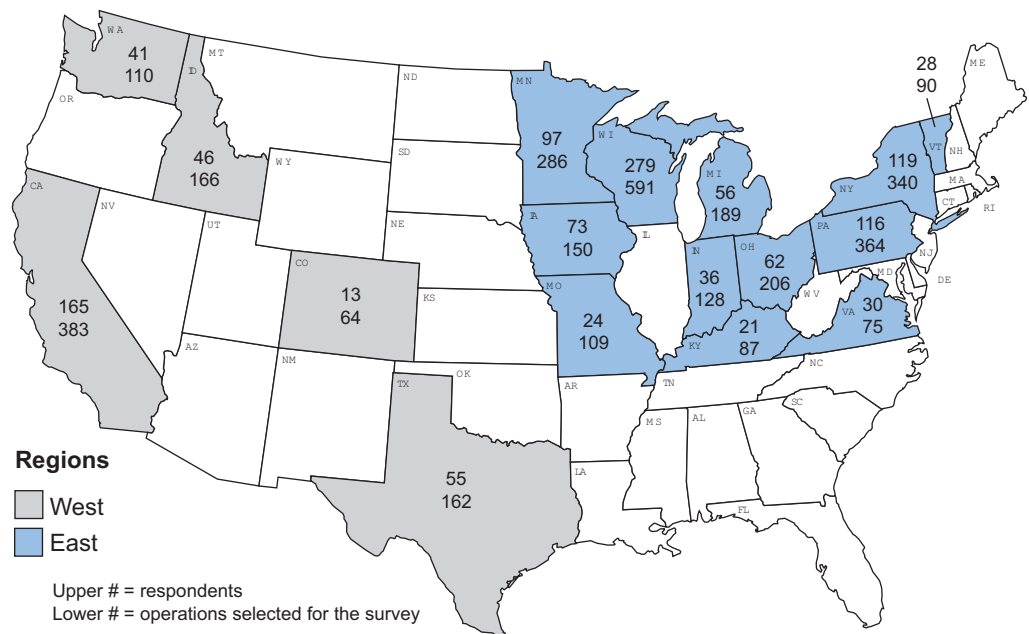 WA
41
110
ID
MT
ND
MN
97
286
WI
279
591
MI
56
189
28
90
ME
VT
NH
NY
119
340
MA
CT
RI
OR
46
166
WY
SD
IA
73
150
NE
IL
IN
36
128
OH
62
206
PA
116
364
NJ
MD
DE
CA
165
383
NV
UT
CO
13
64
KS
MO
24
109
KY
21
87
WV
VA
30
75
AZ
NM
OK
TX
55
162
AR
TN
NC
SC
MS
AL
GA
LA
FL
Regions
West
East
Upper # = respondents
Lower # = operations selected for the survey